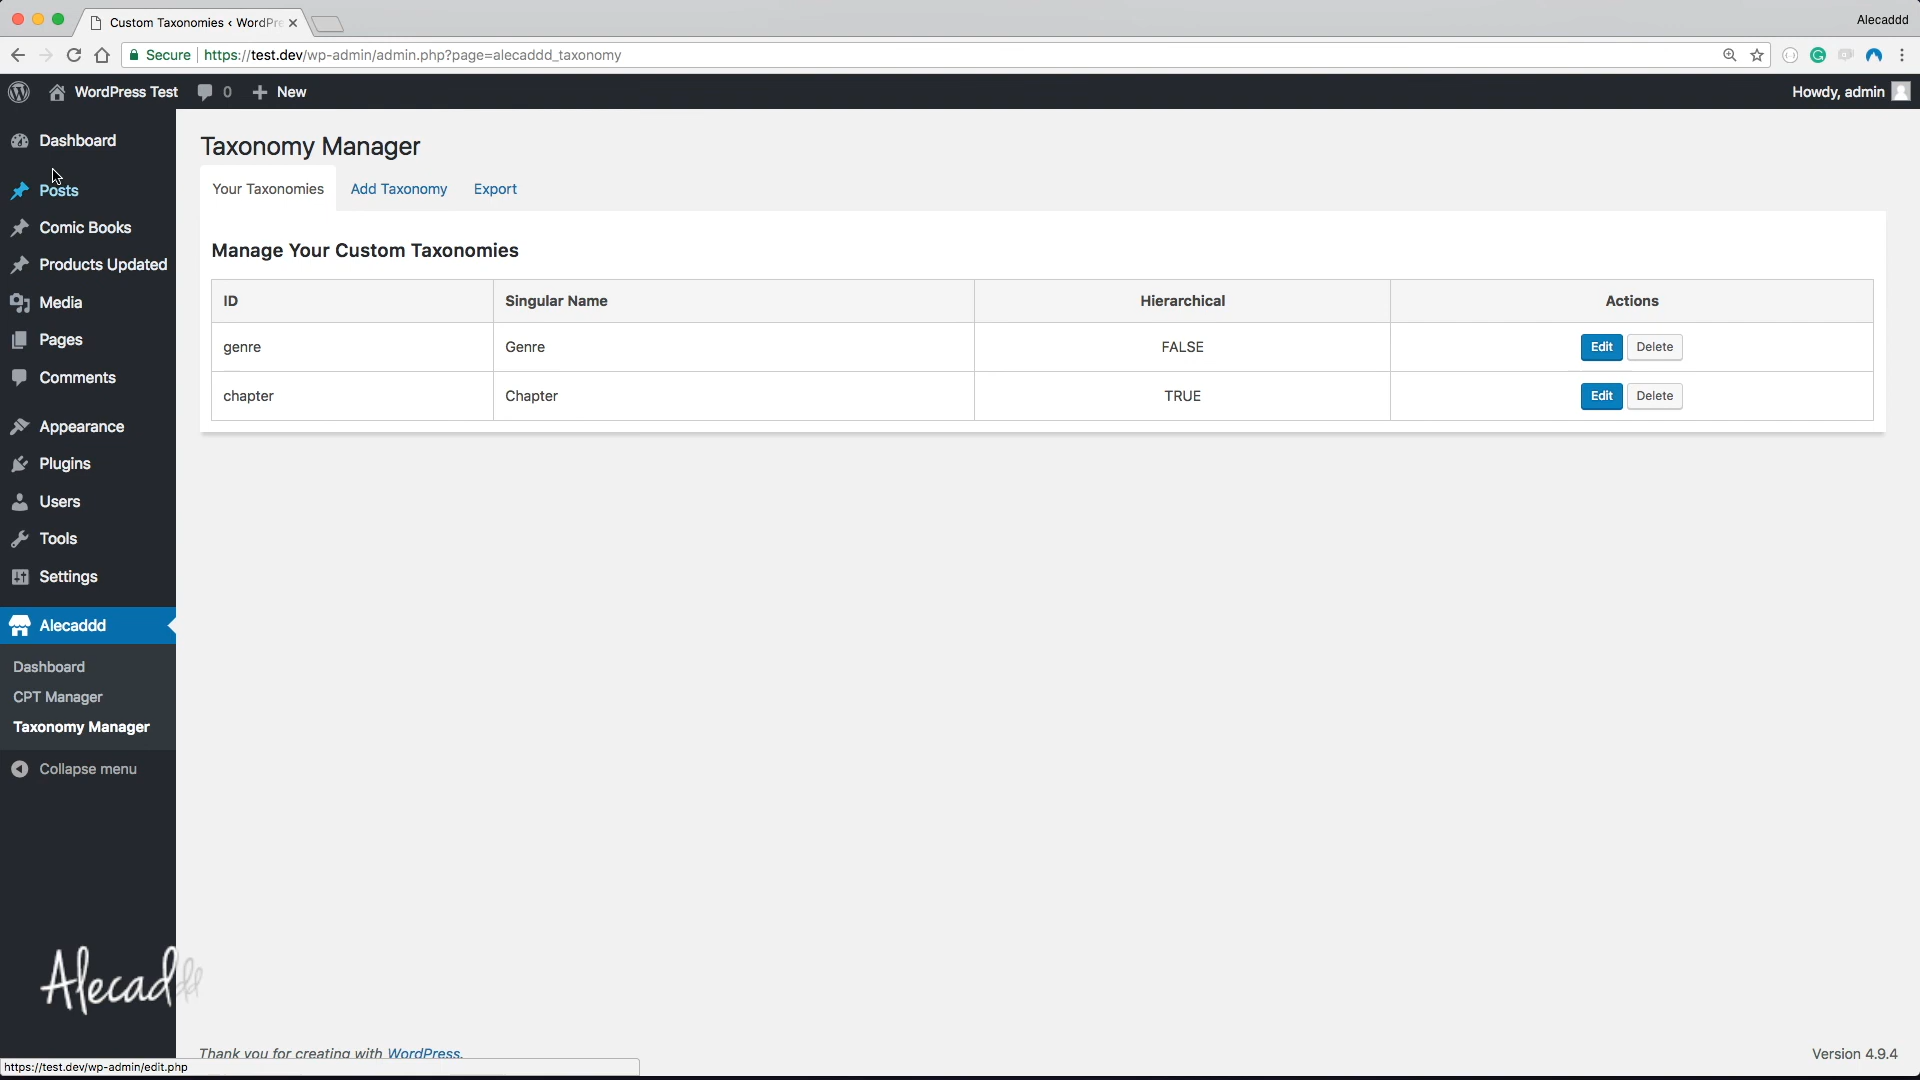 Custom Taxonomies ‹ WordPre
Alecaddd
Secure
https://test.dev/wp-admin/admin.php?page=alecaddd_taxonomy
WordPress Test
0
New
Howdy, admin
Dashboard
Posts
Comic Books
Products Updated
Media
Pages
Comments
Appearance
Plugins
Users
Tools
Settings
Alecaddd
Dashboard
CPT Manager
Taxonomy Manager
Collapse menu
Taxonomy Manager
Your Taxonomies
Add Taxonomy
Export
Manage Your Custom Taxonomies
ID
Singular Name
Hierarchical
Actions
genre
Genre
FALSE
Edit
Delete
chapter
Chapter
TRUE
Edit
Delete
Alecaddd
Thank you for creating with WordPress.
Version 4.9.4
https://test.dev/wp-admin/edit.php